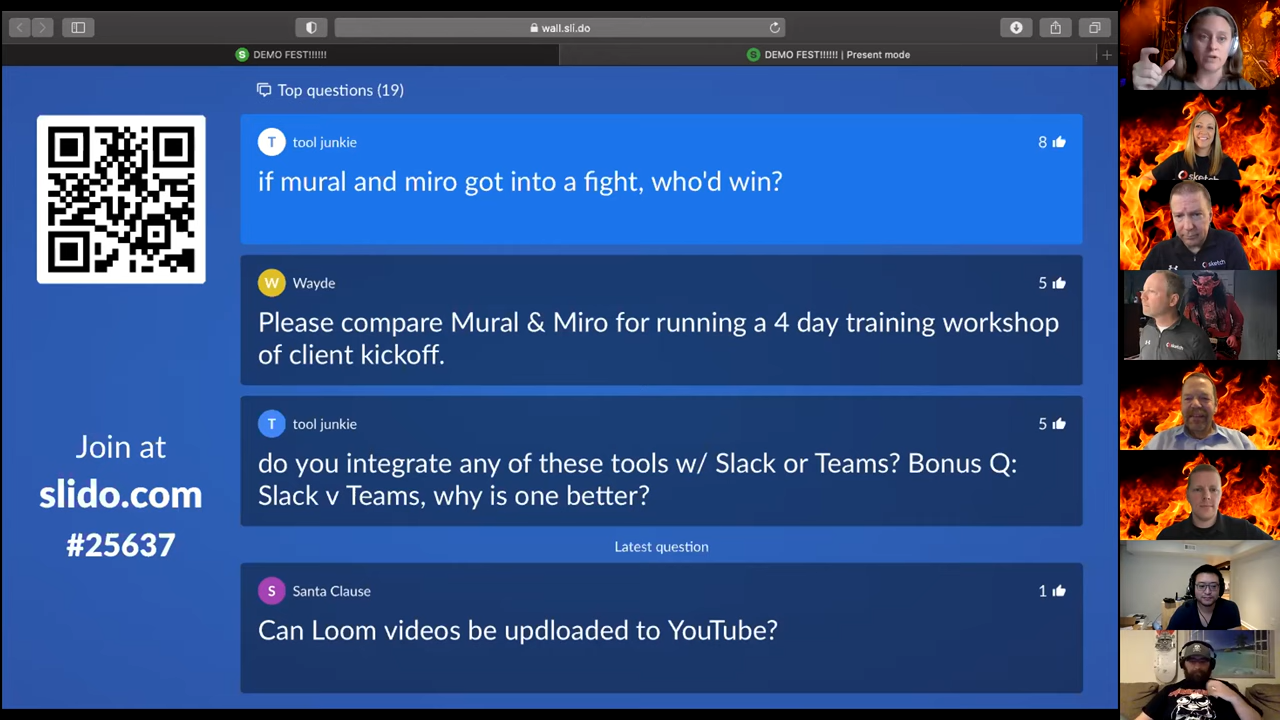 wall.sli.do
DEMO FEST!!!!!!
DEMO FEST!!!!!! | Present mode
Top questions (19)
T tool junkie 8
if mural and miro got into a fight, who'd win?
W Wayde 5
Please compare Mural & Miro for running a 4 day training workshop
of client kickoff.
T tool junkie 5
do you integrate any of these tools w/ Slack or Teams? Bonus Q:
Slack v Teams, why is one better?
Latest question
S Santa Clause 1
Can Loom videos be updloaded to YouTube?
Join at
slido.com
#25637
sketch
sketch
sketch